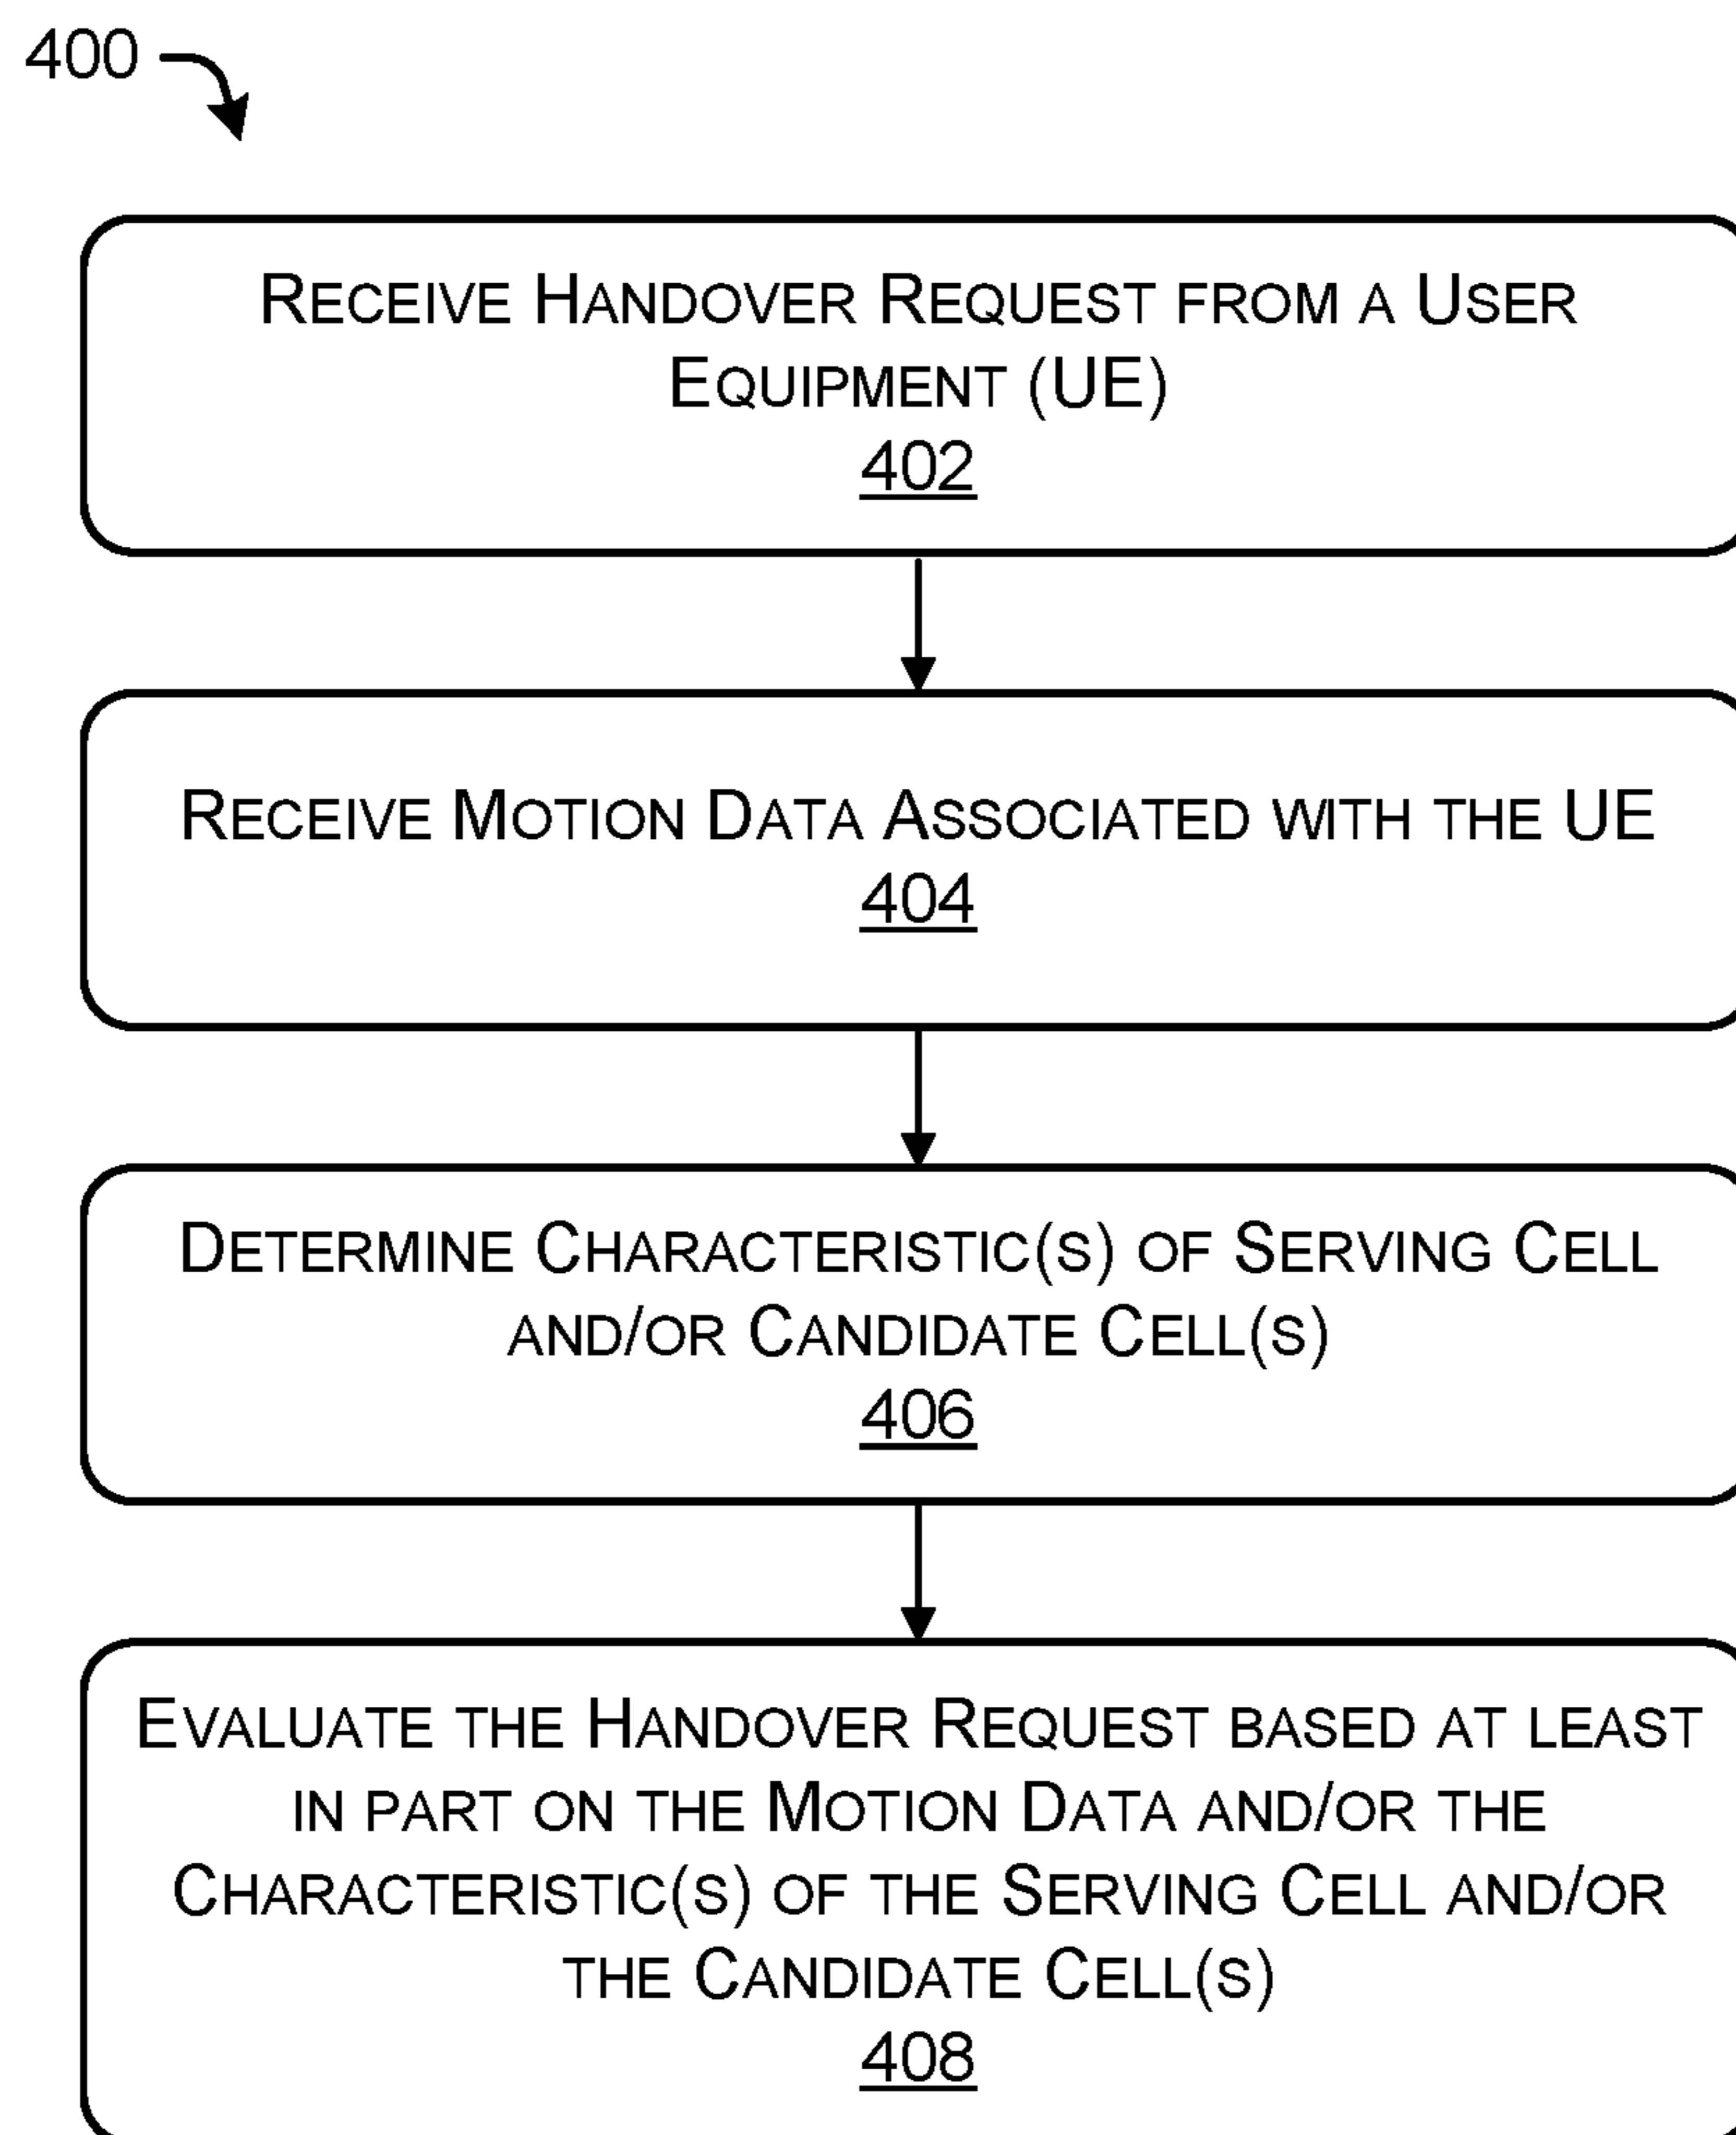 400
Receive Handover Request from a User
Equipment (UE)
402
Receive Motion Data Associated with the UE
404
Determine Characteristic(s) of Serving Cell
and/or Candidate Cell(s)
406
Evaluate the Handover Request based at least
in part on the Motion Data and/or the
Characteristic(s) of the Serving Cell and/or
the Candidate Cell(s)
408